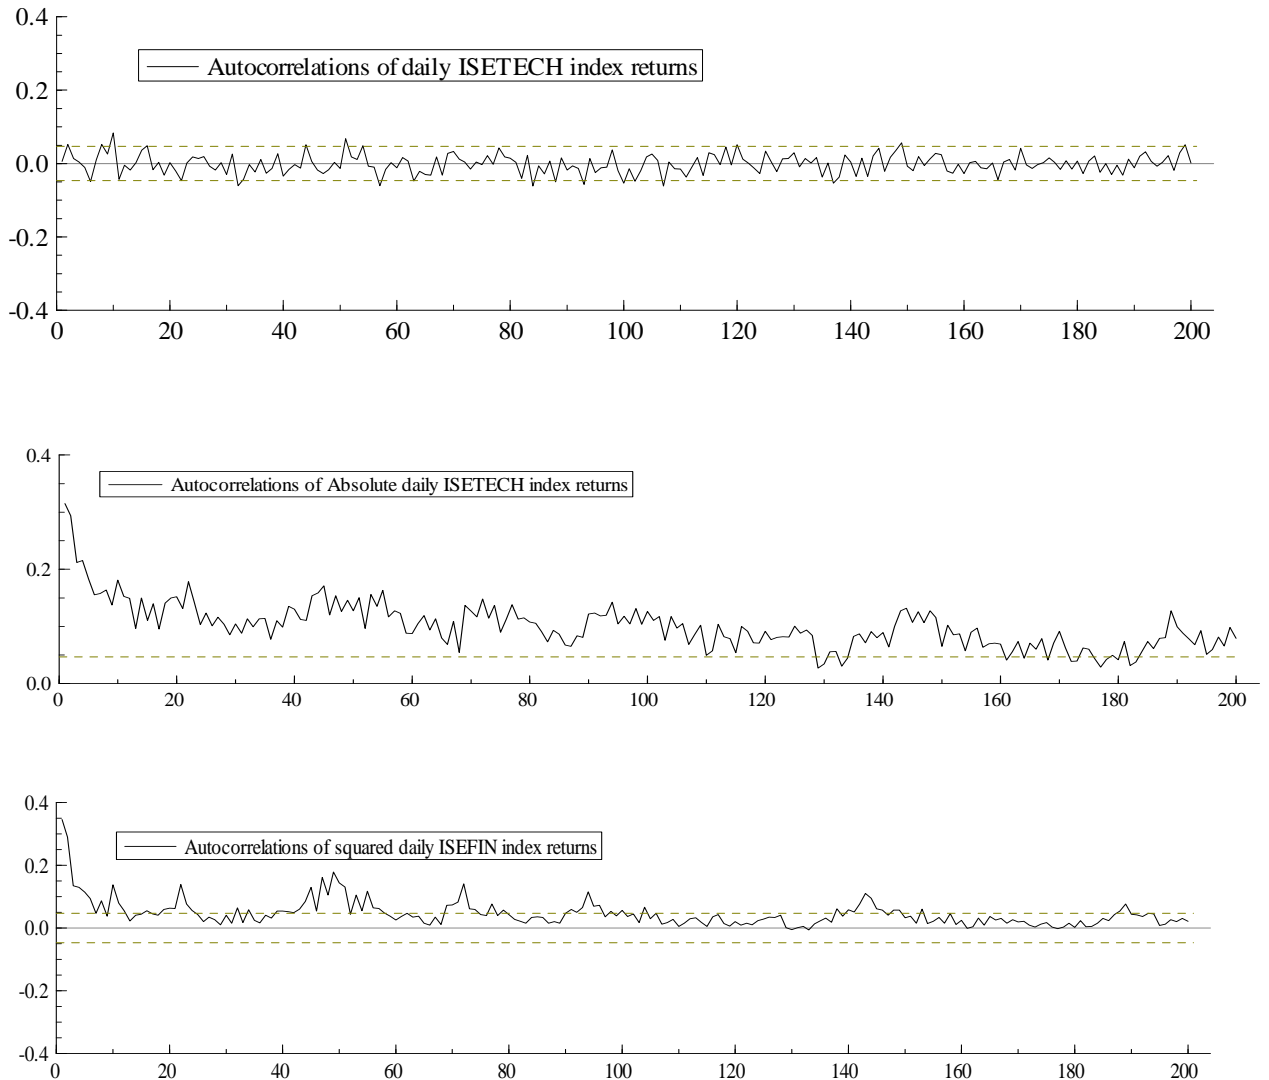 0.4
Autocorrelations of daily ISETECH index returns
0.2
0.0
-0.2
-0.4
0 20 40 60 80 100 120 140 160 180 200
0.4
Autocorrelations of Absolute daily ISETECH index returns
0.2
0.0
0 20 40 60 80 100 120 140 160 180 200
0.4
Autocorrelations of squared daily ISEFIN index returns
0.2
0.0
-0.2
-0.4
0 20 40 60 80 100 120 140 160 180 200